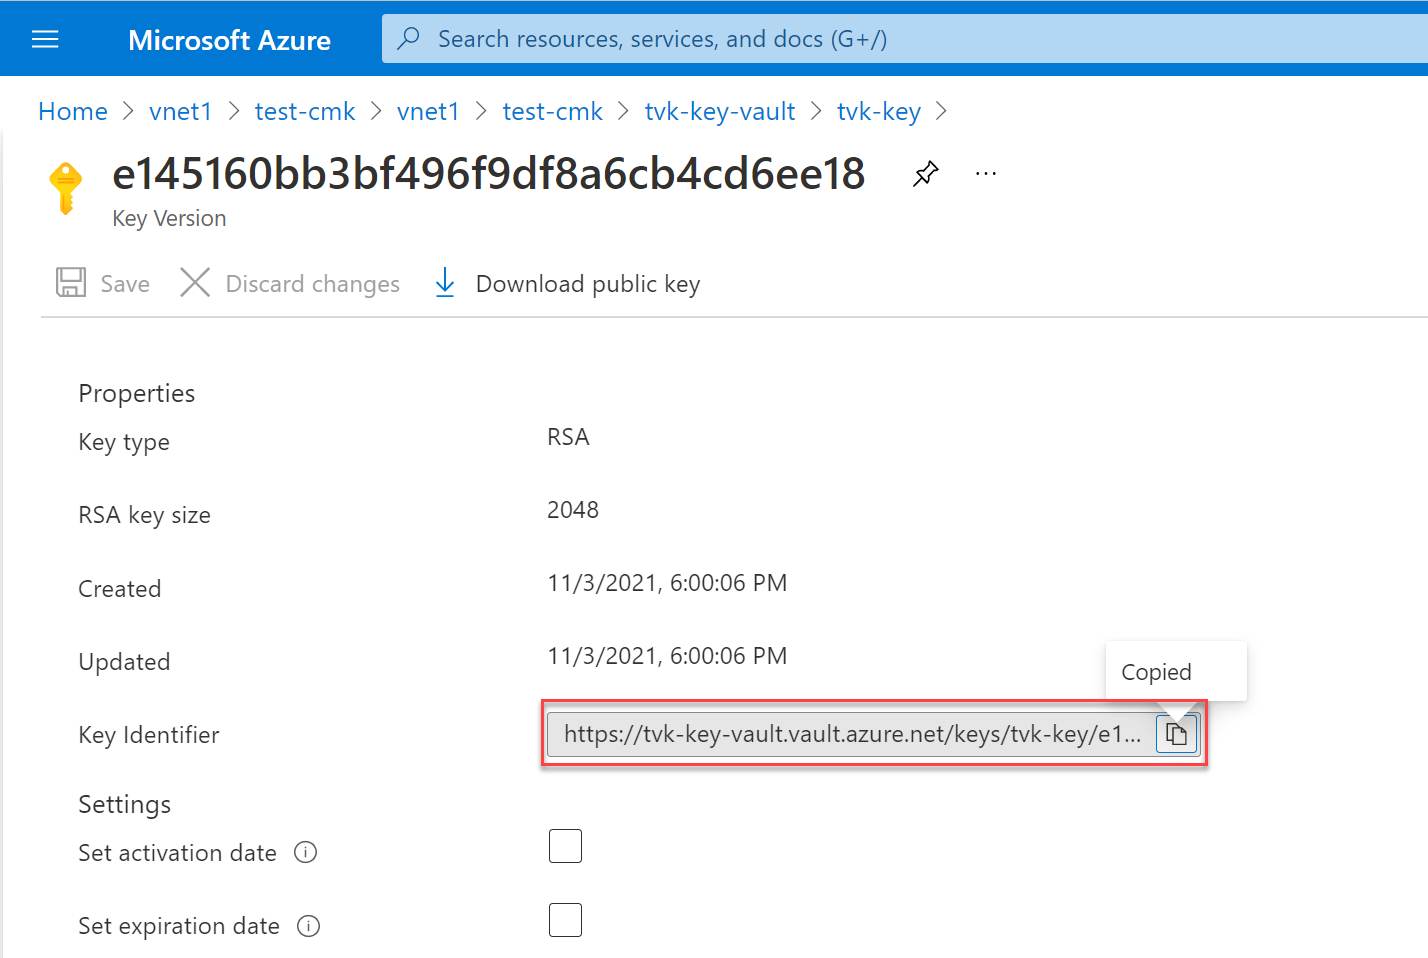 Microsoft Azure
Search resources, services, and docs (G+/)
Home > vnet1 > test-cmk > vnet1 > test-cmk > tvk-key-vault > tvk-key >
e145160bb3bf496f9df8a6cb4cd6ee18 ...
Key Version
Save Discard changes Download public key
Properties
Key type RSA
RSA key size 2048
Created 11/3/2021, 6:00:06 PM
Updated 11/3/2021, 6:00:06 PM
Copied
Key Identifier https://tvk-key-vault.vault.azure.net/keys/tvk-key/e1...
Settings
Set activation date
Set expiration date